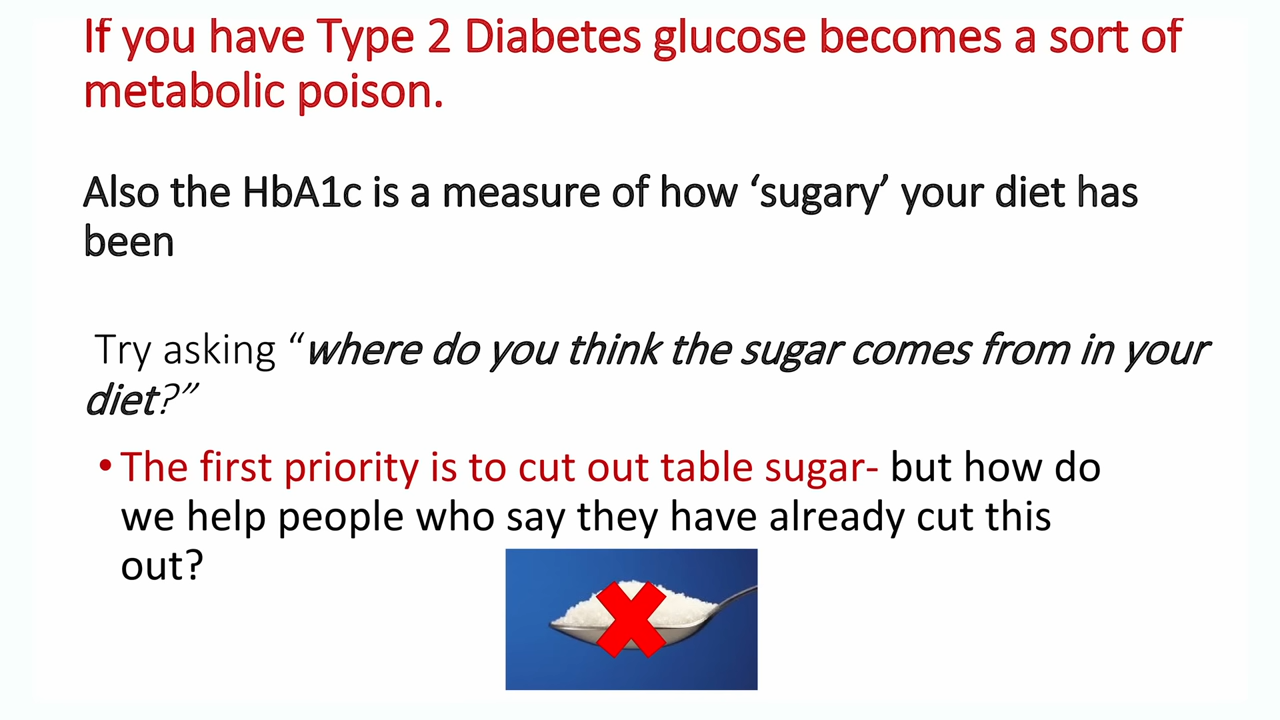 If you have Type 2 Diabetes glucose becomes a sort of
metabolic poison.
Also the HbA1c is a measure of how ‘sugary’ your diet has
been
Try asking “where do you think the sugar comes from in your
diet?”
• The first priority is to cut out table sugar- but how do
we help people who say they have already cut this
out?